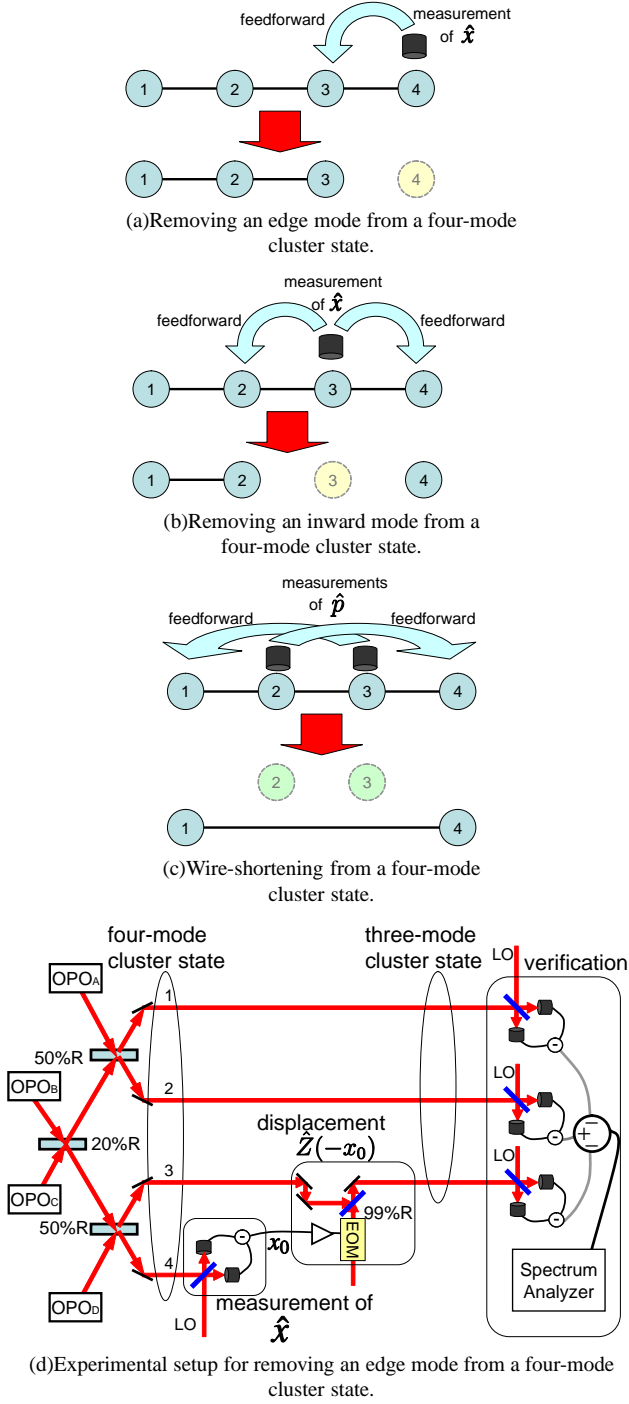 feedforward
measurement
of x̂
1 2 3 4
1 2 3 4
(a)Removing an edge mode from a four-mode
cluster state.
measurement
of x̂
feedforward feedforward
1 2 3 4
1 2 3 4
(b)Removing an inward mode from a
four-mode cluster state.
measurements
of p̂
feedforward feedforward
1 2 3 4
2 3
1 4
(c)Wire-shortening from a four-mode
cluster state.
four-mode
cluster state
three-mode
cluster state
LO
verification
OPOA
1
50%R
OPOB
2
LO
20%R
displacement
Ẑ(−x₀)
LO
OPOC
3
50%R
99%R
4
x₀
EOM
OPOD
measurement of
x̂
LO
Spectrum
Analyzer
(d)Experimental setup for removing an edge mode from a four-mode
cluster state.